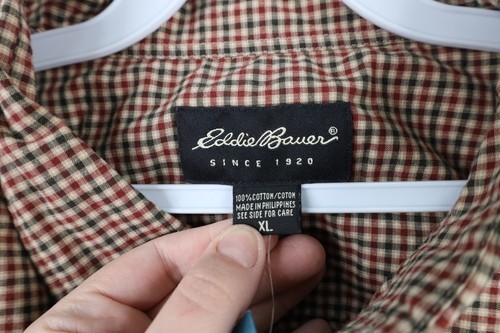 Eddie Bauer®
SINCE 1920
100% COTTON/COTON
MADE IN PHILIPPINES
SEE SIDE FOR CARE
XL